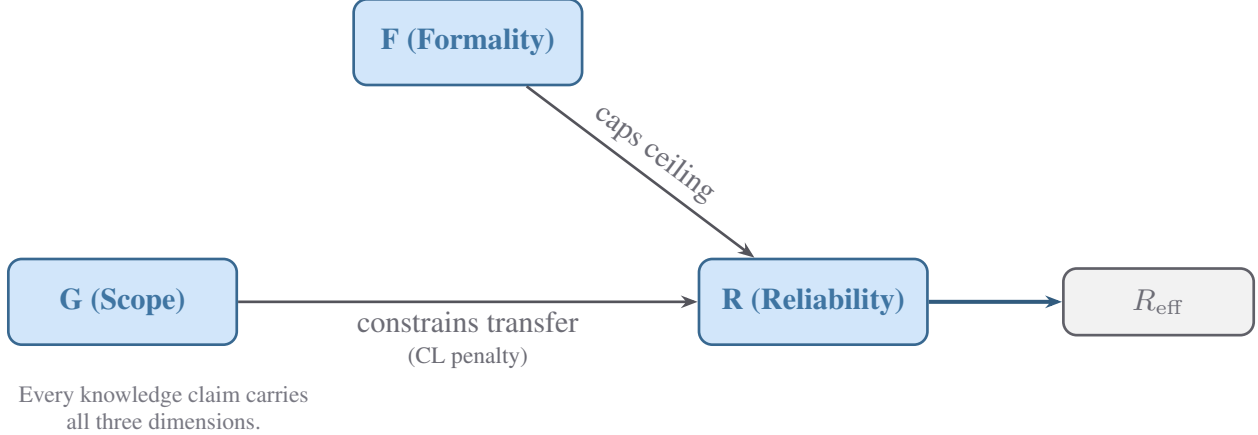 F (Formality)
caps ceiling
G (Scope)
R (Reliability)
R_eff
constrains transfer
(CL penalty)
Every knowledge claim carries
all three dimensions.